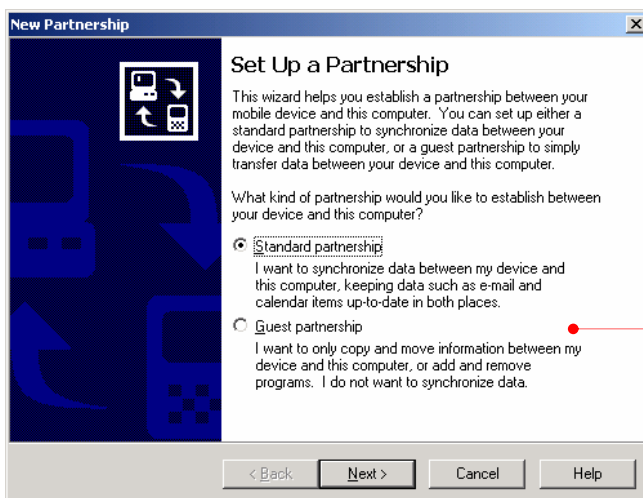 New Partnership
Set Up a Partnership
This wizard helps you establish a partnership between your
mobile device and this computer. You can set up either a
standard partnership to synchronize data between your
device and this computer, or a guest partnership to simply
transfer data between your device and this computer.
What kind of partnership would you like to establish between
your device and this computer?
Standard partnership
I want to synchronize data between my device and
this computer, keeping data such as e-mail and
calendar items up-to-date in both places.
Guest partnership
I want to only copy and move information between my
device and this computer, or add and remove
programs. I do not want to synchronize data.
< Back Next > Cancel Help